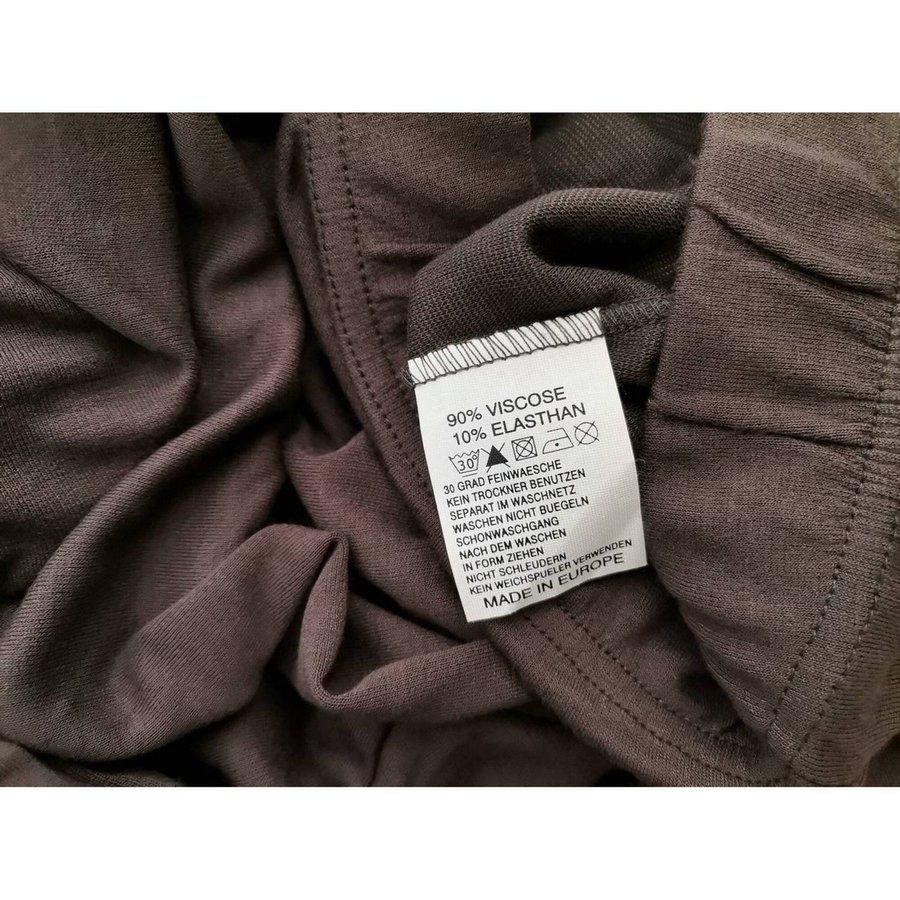 90% VISCOSE
10% ELASTHAN
30°
30 GRAD FEINWAESCHE
KEIN TROCKNER BENUTZEN
SEPARAT IM WASCHNETZ
WASCHEN NICHT BUEGELN
SCHONWASCHGANG
NACH DEM WASCHEN
IN FORM ZIEHEN
NICHT SCHLEUDERN
KEIN WEICHSPUELER VERWENDEN
MADE IN EUROPE